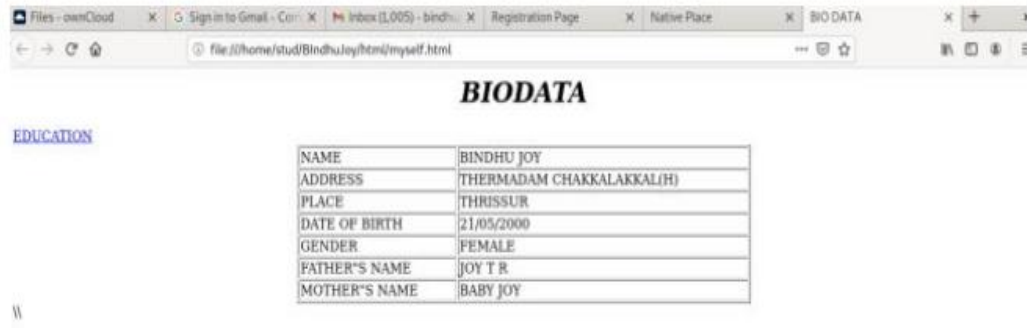 Files - ownCloud G Sign in to Gmail - Com Inbox (1,005) - bindhu Registration Page Native Place BIO DATA
file:///home/stud/BIndhuJoy/html/myself.html
BIODATA
EDUCATION
NAME BINDHU JOY
ADDRESS THERMADAM CHAKKALAKKAL(H)
PLACE THRISSUR
DATE OF BIRTH 21/05/2000
GENDER FEMALE
FATHER"S NAME JOY T R
MOTHER"S NAME BABY JOY
\\